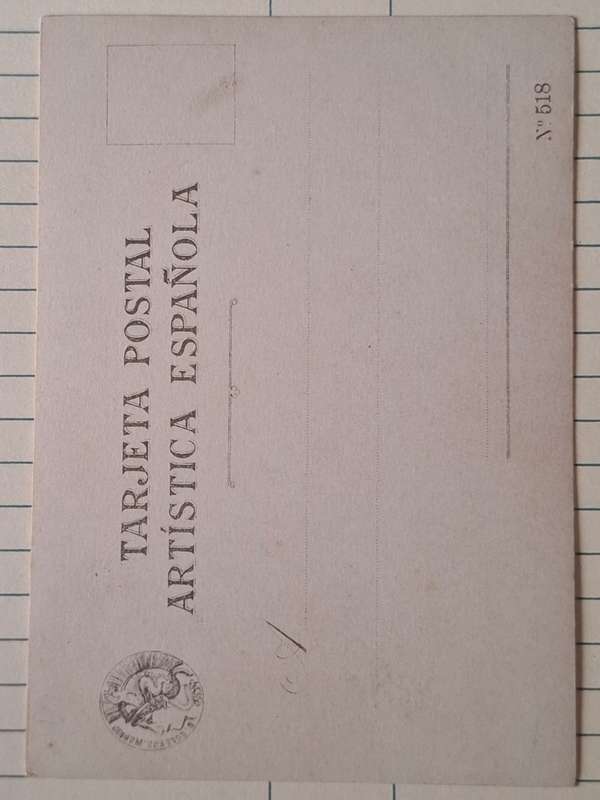 TARJETA POSTAL
ARTÍSTICA ESPAÑOLA
A
Nº 518